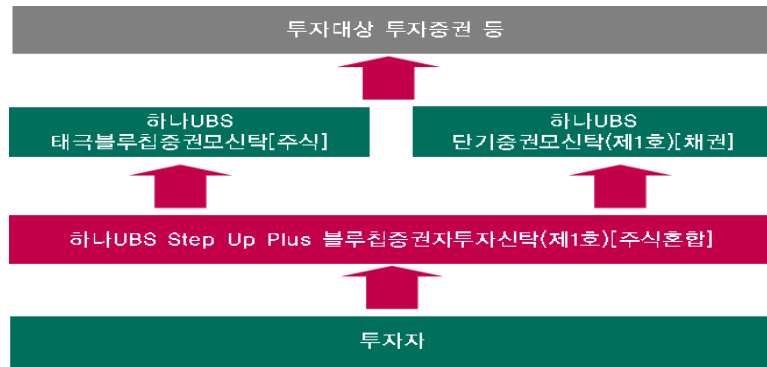 투자대상 투자증권 등
하나UBS
태극블루칩증권모신탁[주식]
하나UBS
단기증권모신탁(제1호)[채권]
하나UBS Step Up Plus 블루칩증권자투자신탁(제1호)[주식혼합]
투자자